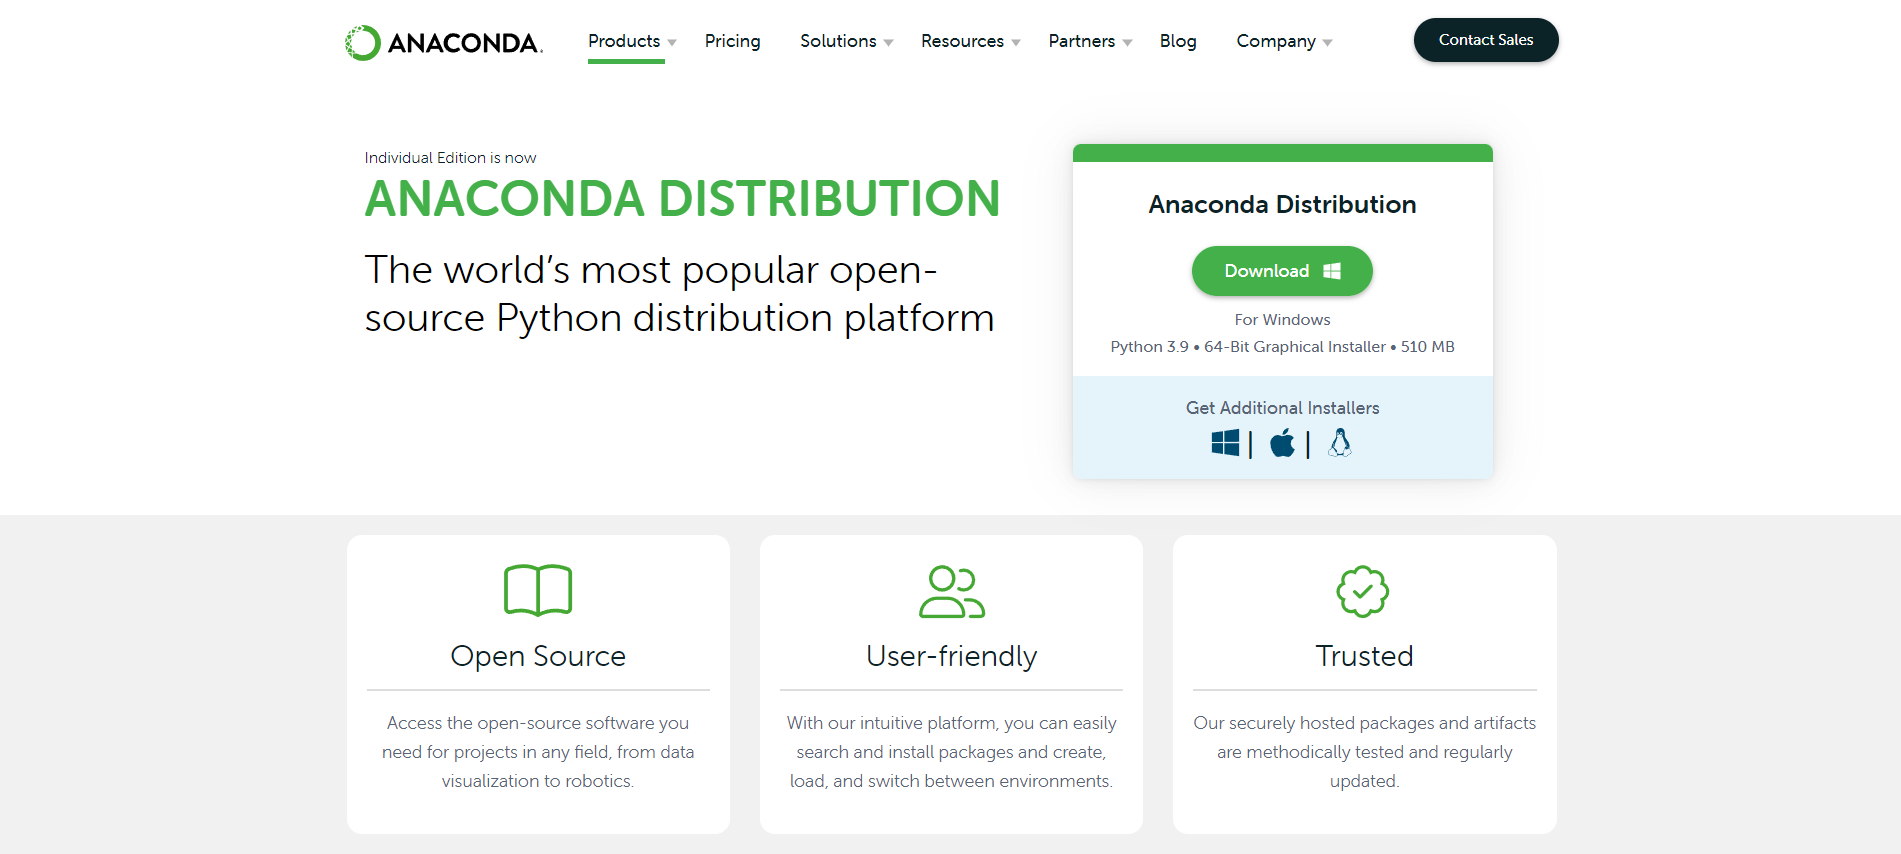 ANACONDA.
Products Pricing Solutions Resources Partners Blog Company Contact Sales
Individual Edition is now
ANACONDA DISTRIBUTION
The world’s most popular open-
source Python distribution platform
Anaconda Distribution
Download
For Windows
Python 3.9 • 64-Bit Graphical Installer • 510 MB
Get Additional Installers
Open Source
Access the open-source software you
need for projects in any field, from data
visualization to robotics.
User-friendly
With our intuitive platform, you can easily
search and install packages and create,
load, and switch between environments.
Trusted
Our securely hosted packages and artifacts
are methodically tested and regularly
updated.